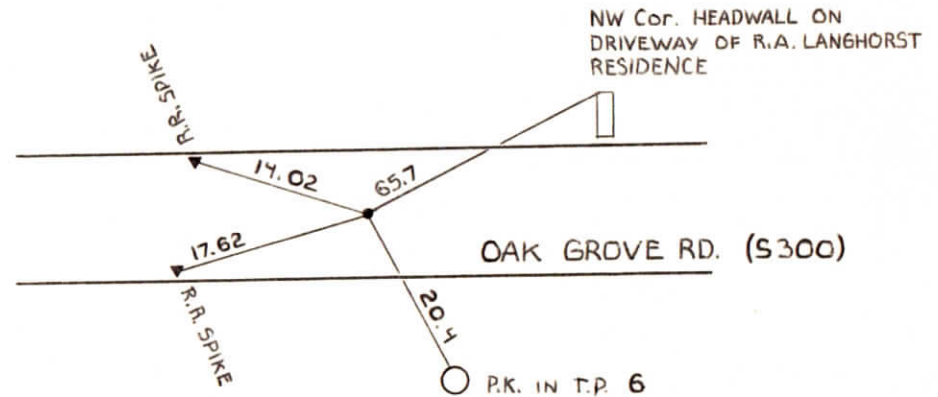 NW Cor. HEADWALL ON
DRIVEWAY OF R.A. LANGHORST
RESIDENCE
R.R. SPIKE
14.02
65.7
17.62
OAK GROVE RD. (S300)
R.R. SPIKE
20.4
P.K. IN T.P. 6